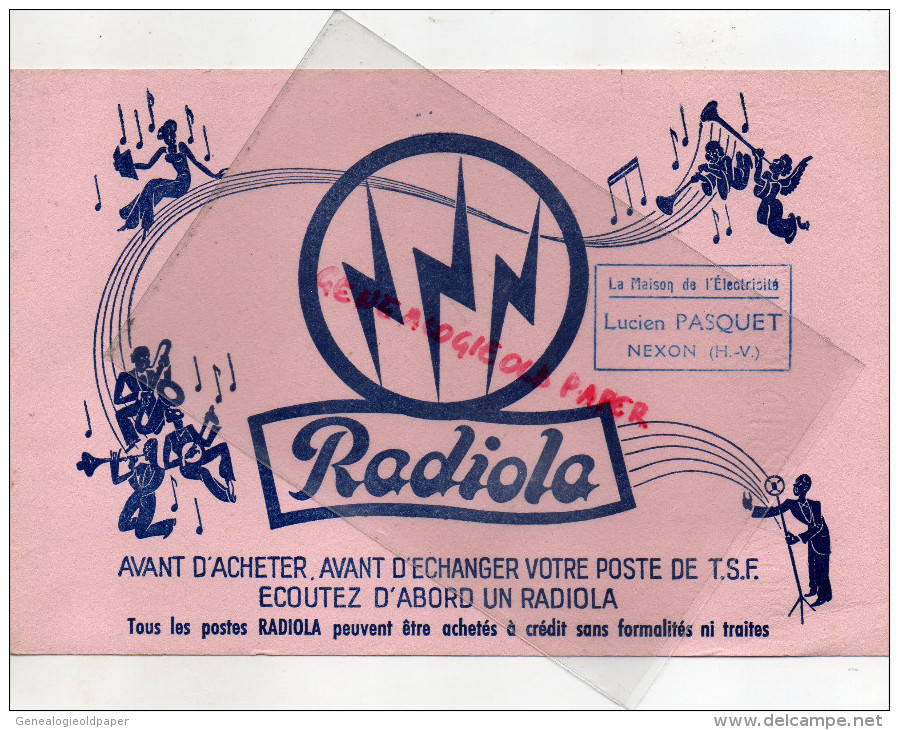 La Maison de l'Électricité
Lucien PASQUET
NEXON (H.-V.)
GENEALOGIE OLD PAPER
Radiola
AVANT D'ACHETER, AVANT D'ECHANGER VOTRE POSTE DE T.S.F.
ECOUTEZ D'ABORD UN RADIOLA
Tous les postes RADIOLA peuvent être achetés à crédit sans formalités ni traites
Genealogieoldpaper
delcampe.net